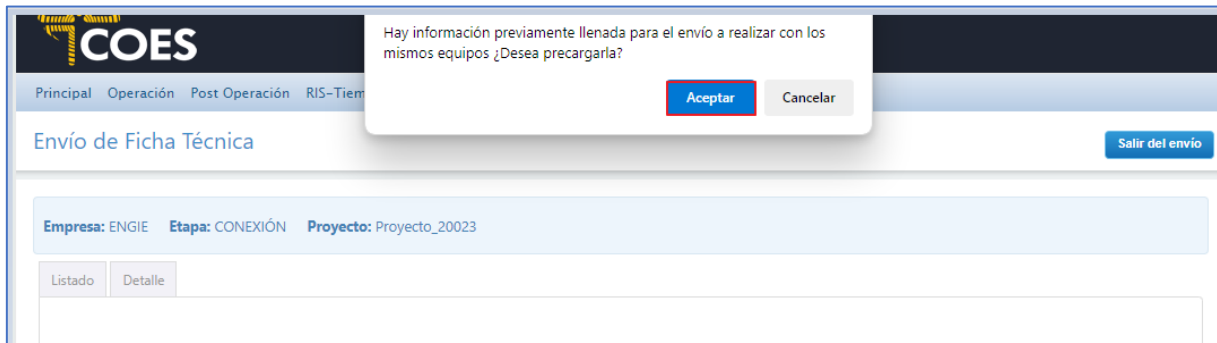 COES
Hay información previamente llenada para el envío a realizar con los
mismos equipos ¿Desea precargarla?
Aceptar Cancelar
Principal Operación Post Operación RIS-Tiem
Envío de Ficha Técnica
Salir del envío
Empresa: ENGIE Etapa: CONEXIÓN Proyecto: Proyecto_20023
Listado Detalle